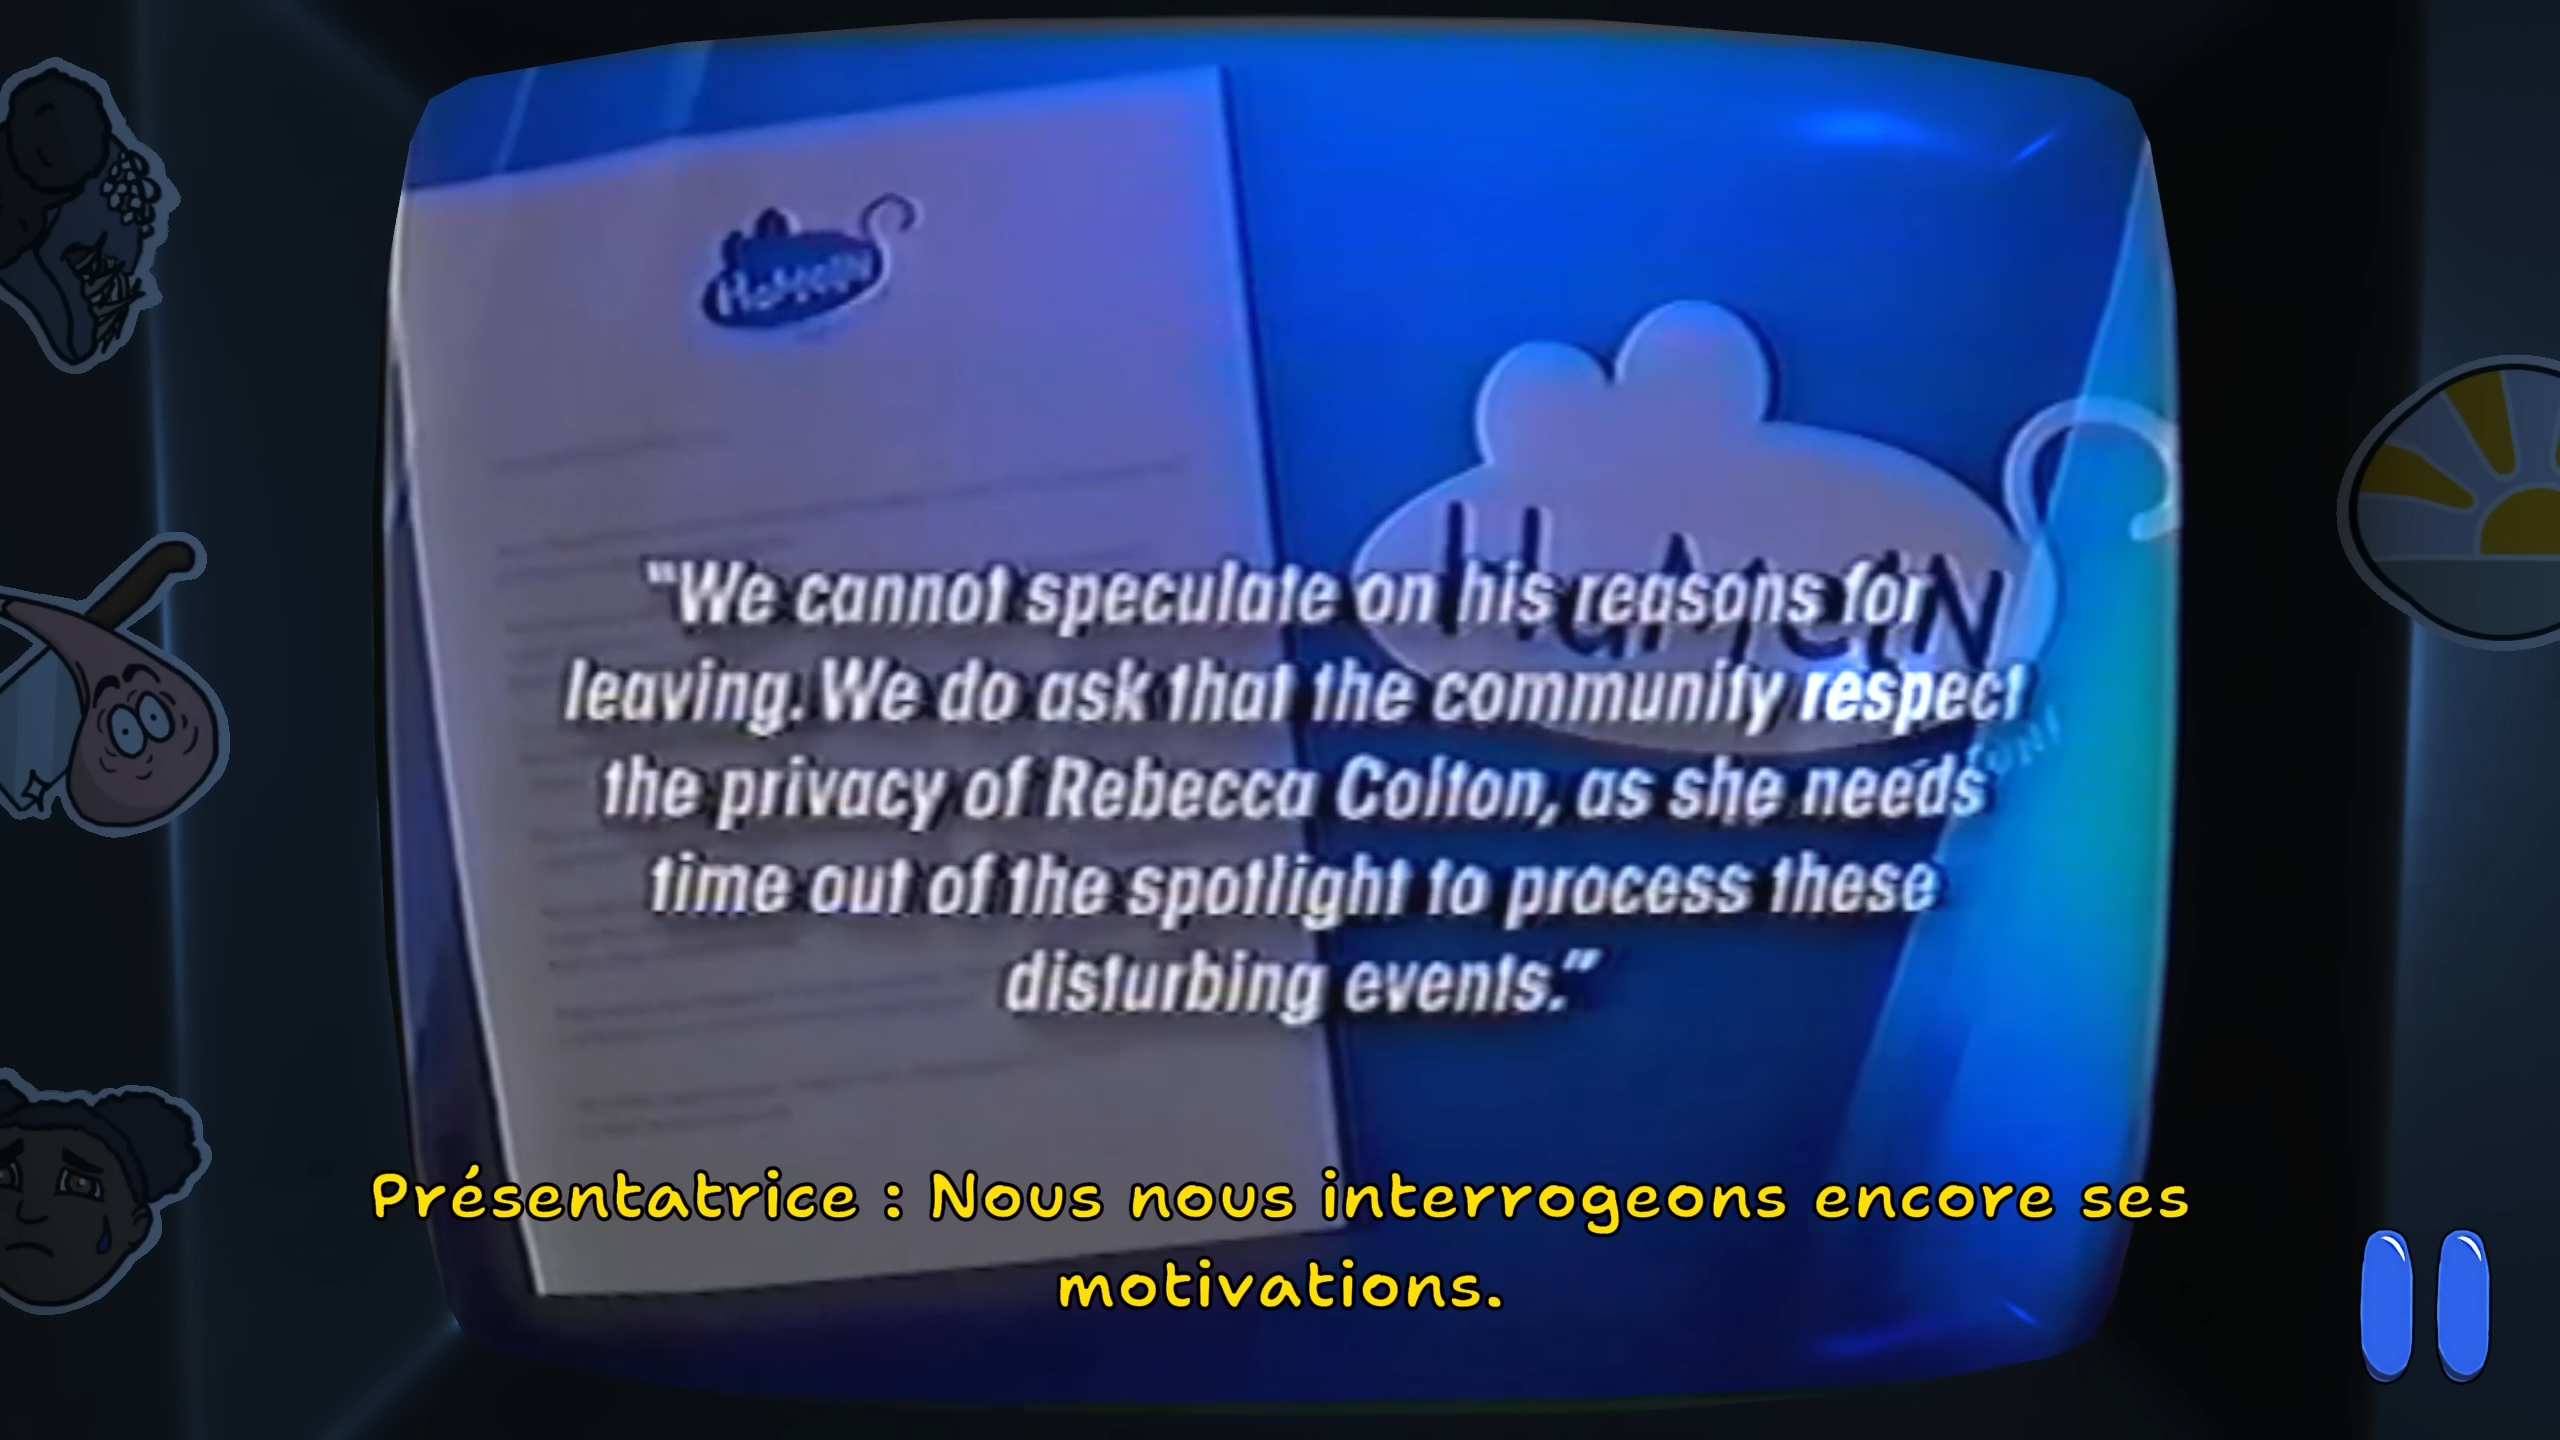 HaMeIN
HaMeIN
"We cannot speculate on his reasons for
leaving. We do ask that the community respect
the privacy of Rebecca Colton, as she needs
time out of the spotlight to process these
disturbing events."
Présentatrice : Nous nous interrogeons encore ses
motivations.